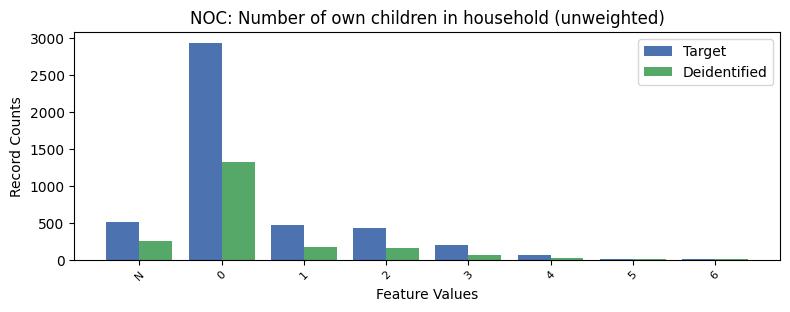 NOC: Number of own children in household (unweighted)
Target
Deidentified
Record Counts
3000
2500
2000
1500
1000
500
0
N 0 1 2 3 4 5 6
Feature Values